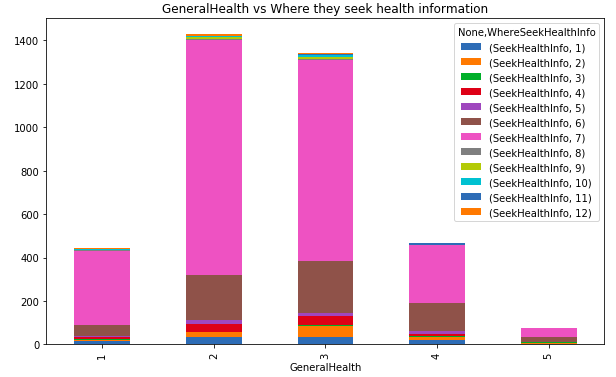 GeneralHealth vs Where they seek health information
None,WhereSeekHealthInfo
(SeekHealthInfo, 1)
(SeekHealthInfo, 2)
(SeekHealthInfo, 3)
(SeekHealthInfo, 4)
(SeekHealthInfo, 5)
(SeekHealthInfo, 6)
(SeekHealthInfo, 7)
(SeekHealthInfo, 8)
(SeekHealthInfo, 9)
(SeekHealthInfo, 10)
(SeekHealthInfo, 11)
(SeekHealthInfo, 12)
1400
1200
1000
800
600
400
200
0
1 2 3 4 5
GeneralHealth